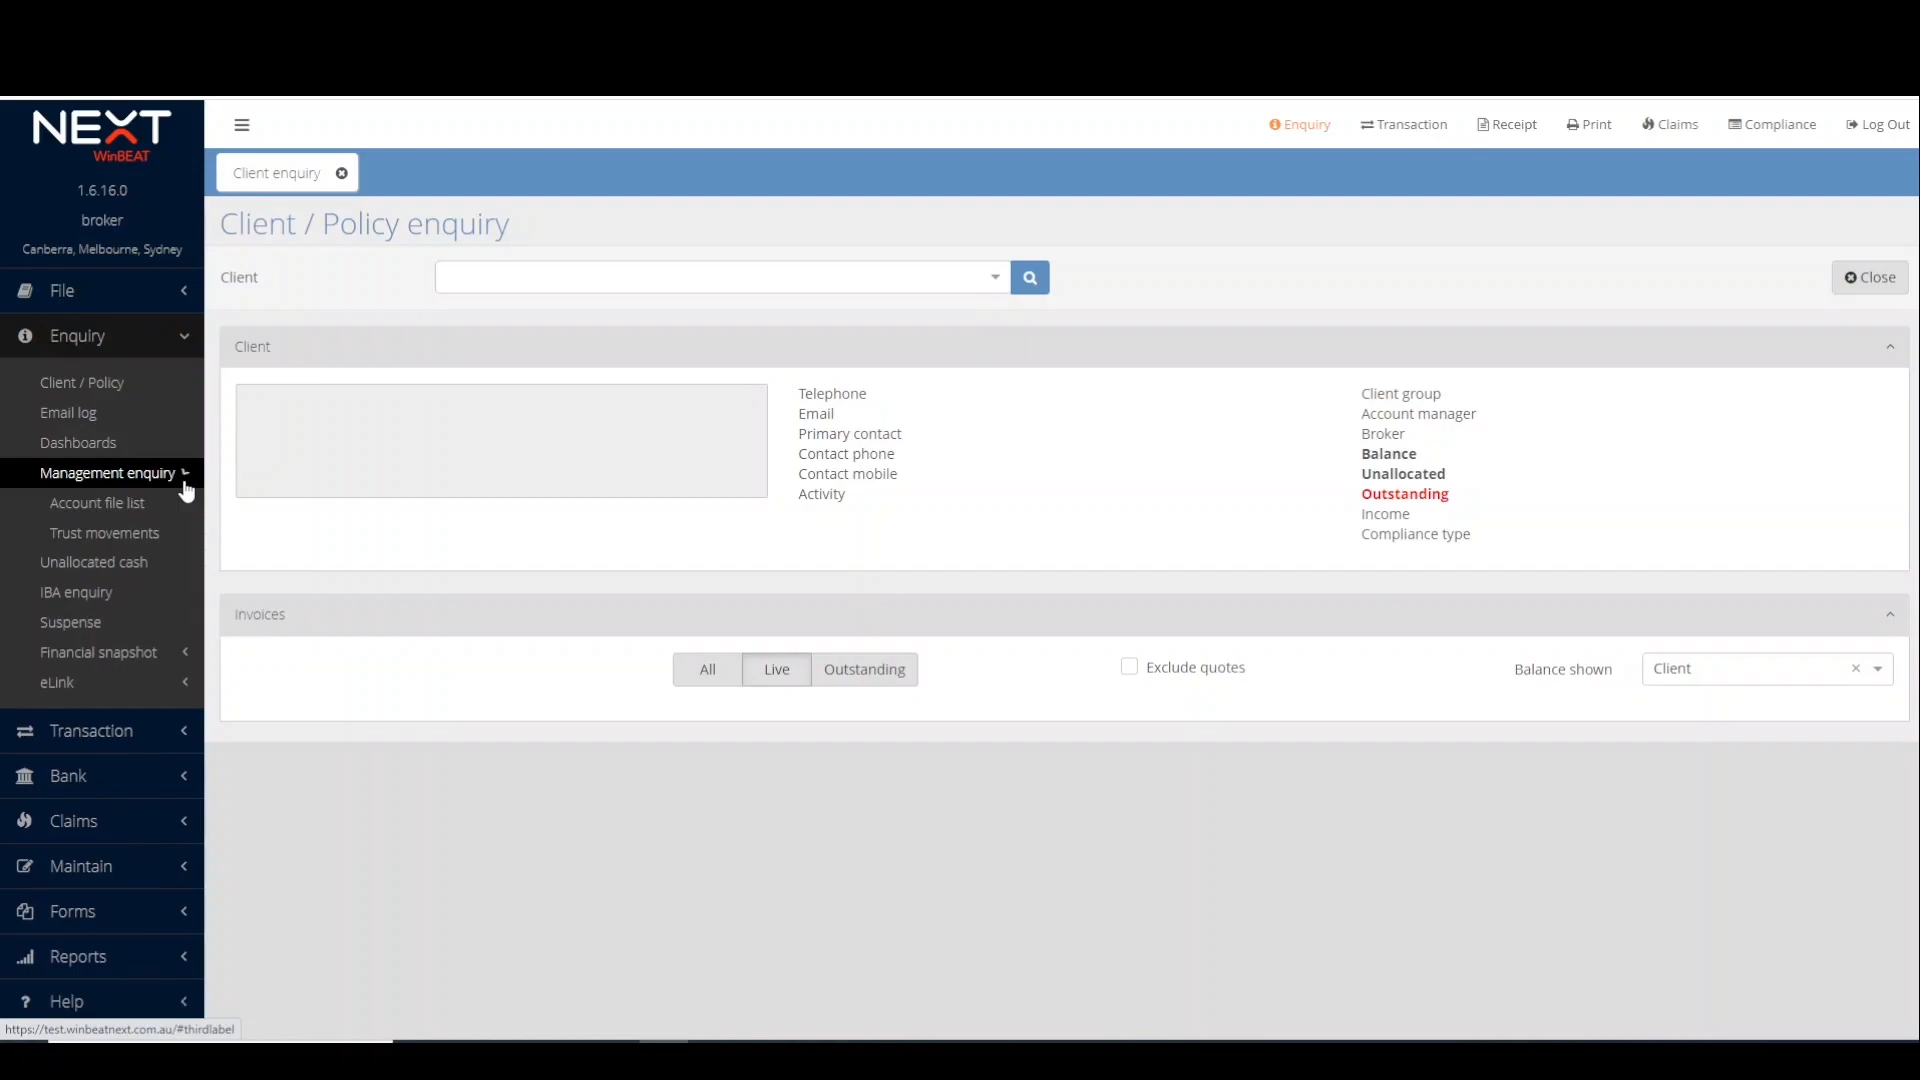 NEXT
WinBEAT
1.6.16.0
broker
Canberra, Melbourne, Sydney
File
Enquiry
Client / Policy
Email log
Dashboards
Management enquiry
Account file list
Trust movements
Unallocated cash
IBA enquiry
Suspense
Financial snapshot
eLink
Transaction
Bank
Claims
Maintain
Forms
Reports
Help
https://test.winbeatnext.com.au/#thirdlabel
Enquiry Transaction Receipt Print Claims Compliance Log Out
Client enquiry
Client / Policy enquiry
Client Close
Client
Telephone
Email
Primary contact
Contact phone
Contact mobile
Activity
Client group
Account manager
Broker
Balance
Unallocated
Outstanding
Income
Compliance type
Invoices
All Live Outstanding Exclude quotes Balance shown Client